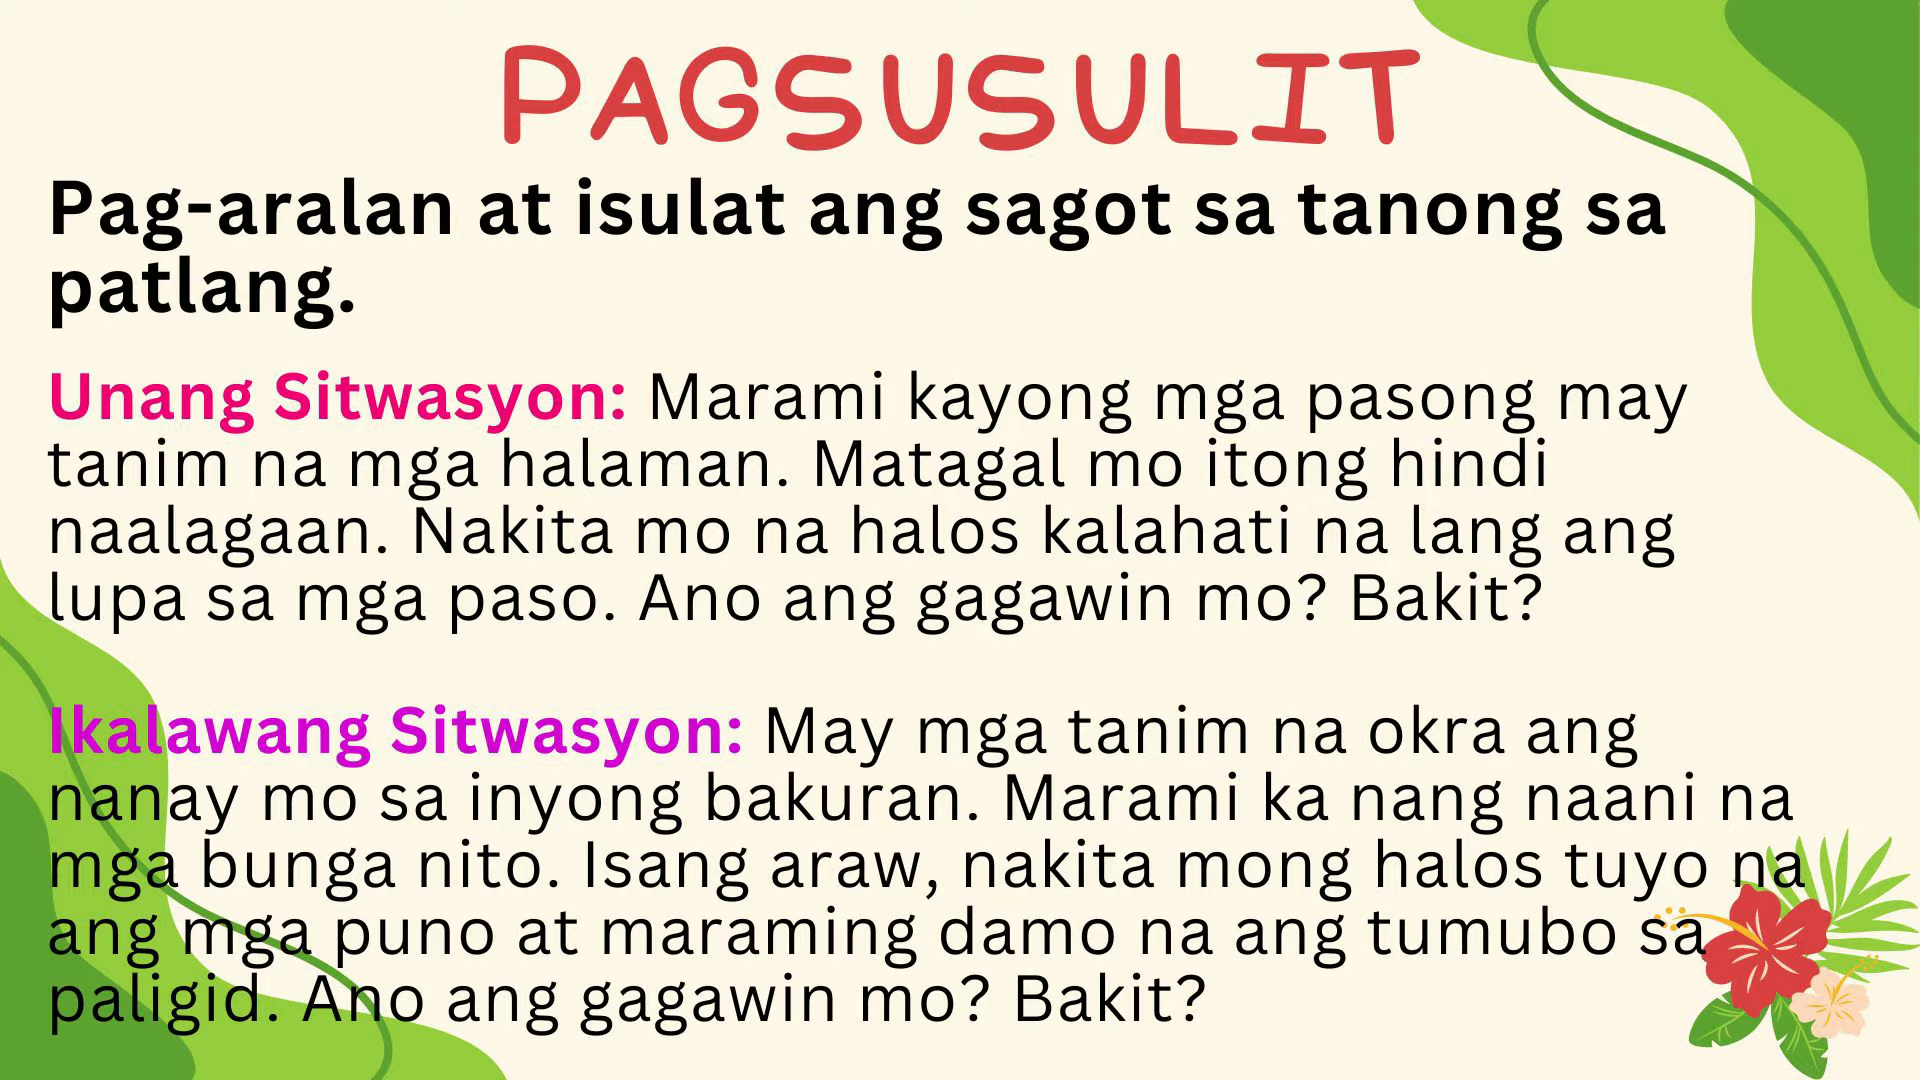 PAGSUSULIT
Pag-aralan at isulat ang sagot sa tanong sa
patlang.
Unang Sitwasyon: Marami kayong mga pasong may
tanim na mga halaman. Matagal mo itong hindi
naalagaan. Nakita mo na halos kalahati na lang ang
lupa sa mga paso. Ano ang gagawin mo? Bakit?
Ikalawang Sitwasyon: May mga tanim na okra ang
nanay mo sa inyong bakuran. Marami ka nang naani na
mga bunga nito. Isang araw, nakita mong halos tuyo na
ang mga puno at maraming damo na ang tumubo sa
paligid. Ano ang gagawin mo? Bakit?